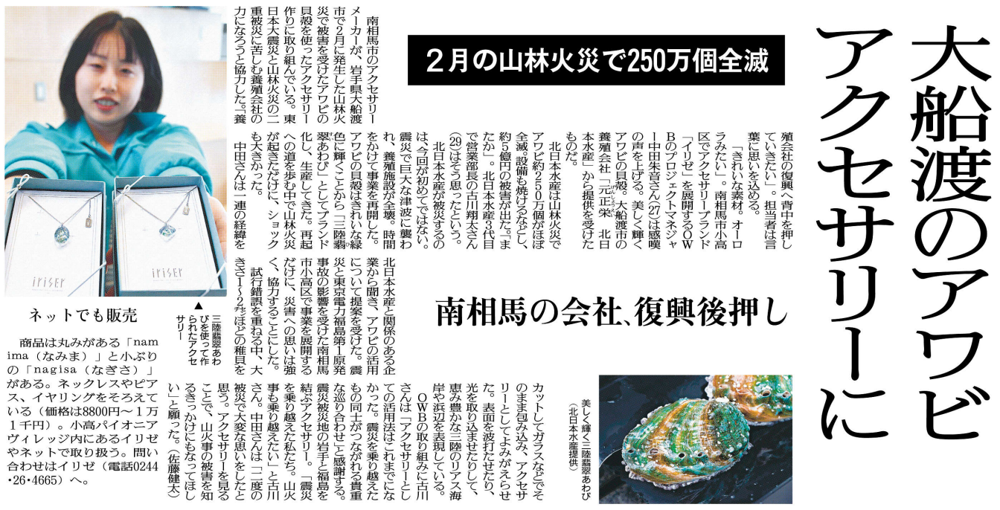 大船渡のアワビ
アクセサリーに
2月の山林火災で250万個全滅
南相馬の会社、復興後押し
南相馬市のアクセサリー
メーカーが、岩手県大船渡
市で2月に発生した山林火
災で被害を受けたアワビの
貝殻を使ったアクセサリー
作りに取り組んでいる。東
日本大震災と山林火災の二
重被災に苦しむ養殖会社の
力になろうと協力した。「養
殖会社の復興へ背中を押し
ていきたい」。担当者は言
葉に思いを込める。
「きれいな素材。オーロ
ラみたい」。南相馬市小高
区でアクセサリーブランド
「イリゼ」を展開するOW
Bのプロジェクトマネジャ
ー中田朱音さん(27)は感嘆
の声を上げる。美しく輝く
アワビの貝殻。大船渡市の
養殖会社「元正栄 北日
本水産」から提供を受けた
ものだ。
北日本水産は山林火災で
アワビ約250万個がほぼ
全滅。設備も焼けるなどし、
約5億円の被害が出た。「ま
たか」。北日本水産3代目
で営業部長の古川翔太さん
(29)はそう思ったという。
北日本水産が被災するの
は、今回が初めてではない。
震災で巨大な津波に襲わ
れ、養殖施設が全壊。時間
をかけて事業を再開した。
アワビの貝殻はきれいな緑
色に輝くことから「三陸翡
翠あわび」としてブランド
化し、生産してきた。再起
への道を歩む中で山林火災
が起きただけに、ショック
も大きかった。
中田さんは一連の経緯を
北日本水産と関係のある企
業から聞き、アワビの活用
について提案を受けた。震
災と東京電力福島第1原発
事故の影響を受けた南相馬
市小高区で事業を展開する
だけに、災害への思いは強
く、協力することにした。
試行錯誤を重ねる中、大
きさ1〜2㌢ほどの稚貝を
カットしてガラスなどでそ
のまま包み込み、アクセサ
リーとしてよみがえらせ
た。表面を波打たせたり、
光を取り込ませたりして、
恵み豊かな三陸のリアス海
岸や浜辺を表現している。
OWBの取り組みに古川
さんは「アクセサリーとし
ての活用法はこれまでにな
かった。震災を乗り越えた
もの同士がつながれる貴重
な巡り合わせ」と感謝する。
震災被災地の岩手と福島を
結ぶアクセサリー。「震災
を乗り越えた私たち。山火
事も乗り越えたい」と古川
さん。中田さんは「二度の
被災で大変な思いをしたと
思う。アクセサリーを見る
ことで、山火事の被害を知
るきっかけにもなってほし
い」と願った。(佐藤健太)
美しく輝く三陸翡翠あわび
(北日本水産提供)
iriser
iriser
▲三陸翡翠あわ
びを使って作
られたアクセ
サリー
ネットでも販売
商品は丸みがある「nam
ima(なみま)」と小ぶり
の「nagisa(なぎさ)」
がある。ネックレスやピア
ス、イヤリングをそろえて
いる(価格は8800円〜1万
1千円)。小高パイオニア
ヴィレッジ内にあるイリゼ
やネットで取り扱う。問い
合わせはイリゼ(電話0244
・26・4665)へ。